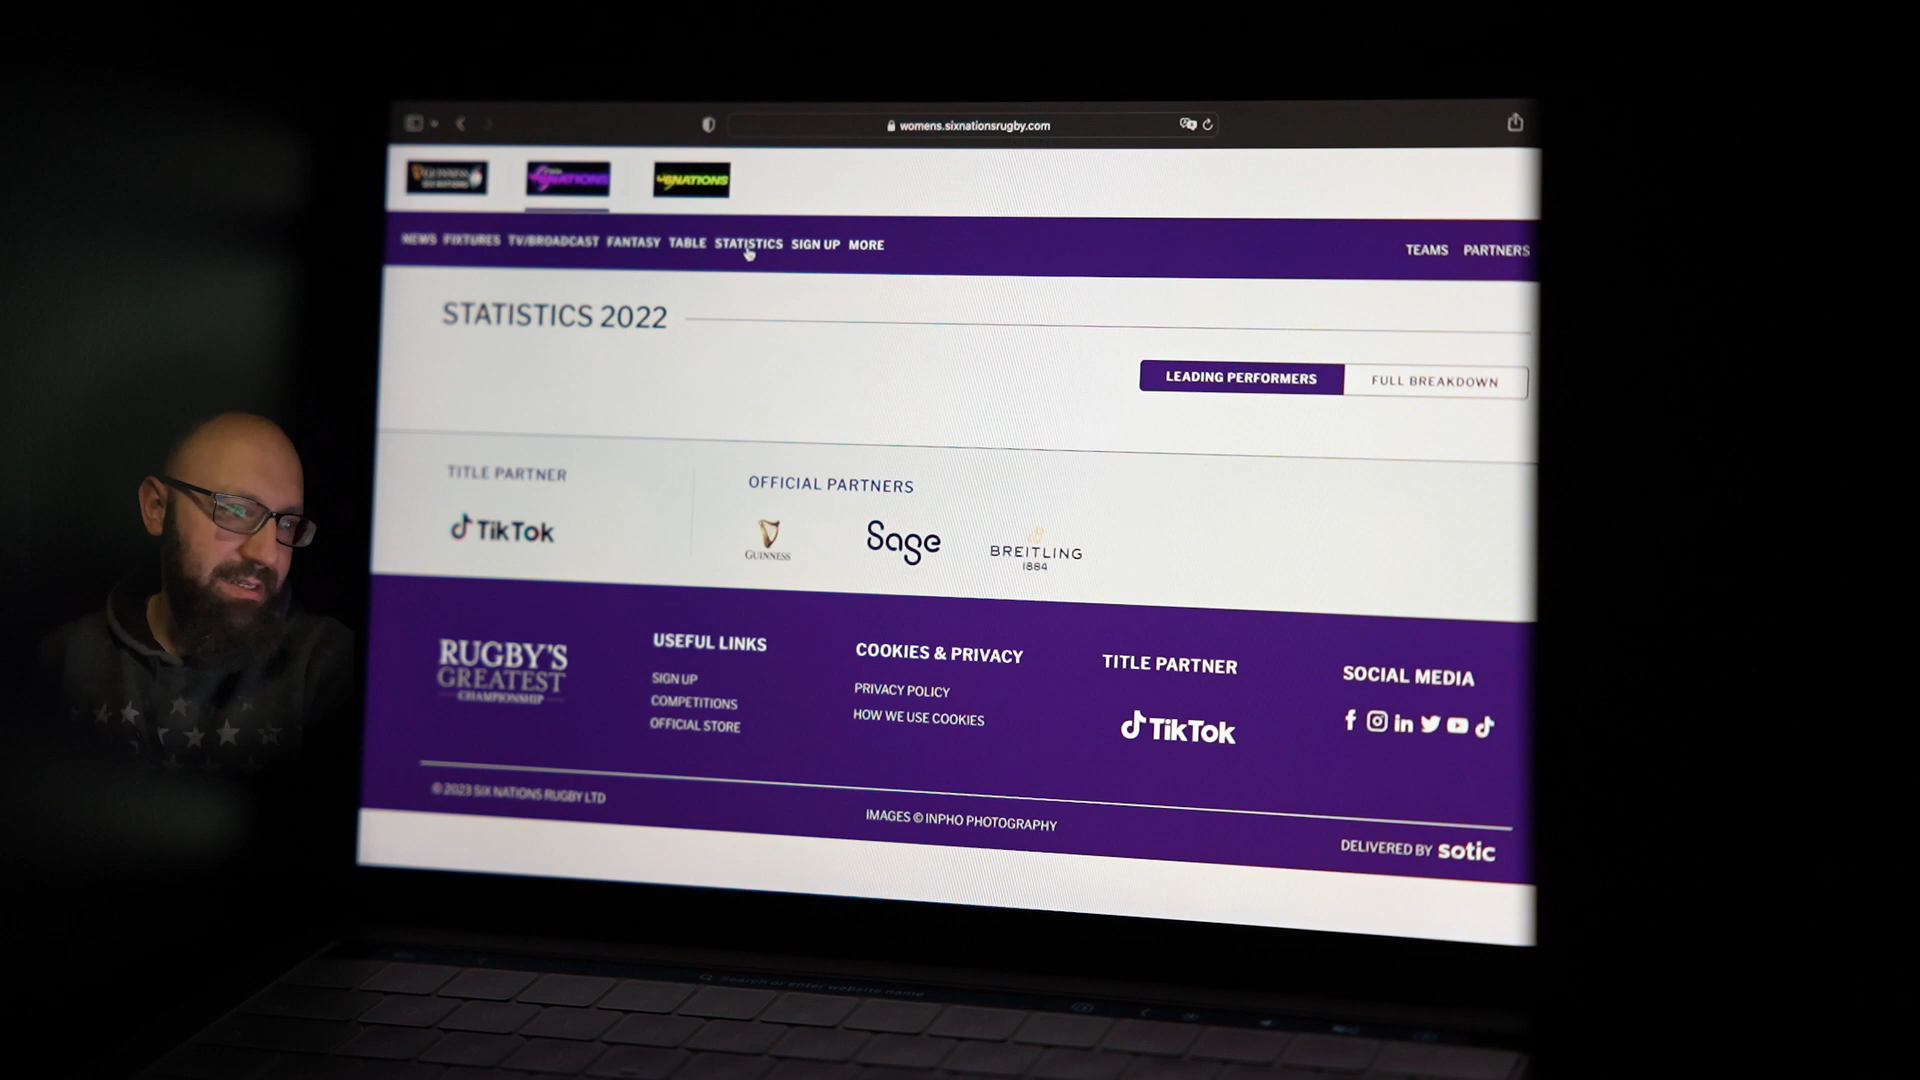 womens.sixnationsrugby.com
GUINNESS
SIX NATIONS
NATIONS
U6NATIONS
NEWS FIXTURES TV/BROADCAST FANTASY TABLE STATISTICS SIGN UP MORE
TEAMS PARTNERS
STATISTICS 2022
LEADING PERFORMERS FULL BREAKDOWN
TITLE PARTNER
TikTok
OFFICIAL PARTNERS
GUINNESS
Sage
B
BREITLING
1884
RUGBY'S
GREATEST
CHAMPIONSHIP
USEFUL LINKS
SIGN UP
COMPETITIONS
OFFICIAL STORE
COOKIES & PRIVACY
PRIVACY POLICY
HOW WE USE COOKIES
TITLE PARTNER
TikTok
SOCIAL MEDIA
© 2023 SIX NATIONS RUGBY LTD
IMAGES © INPHO PHOTOGRAPHY
DELIVERED BY sotic
Search or enter website name